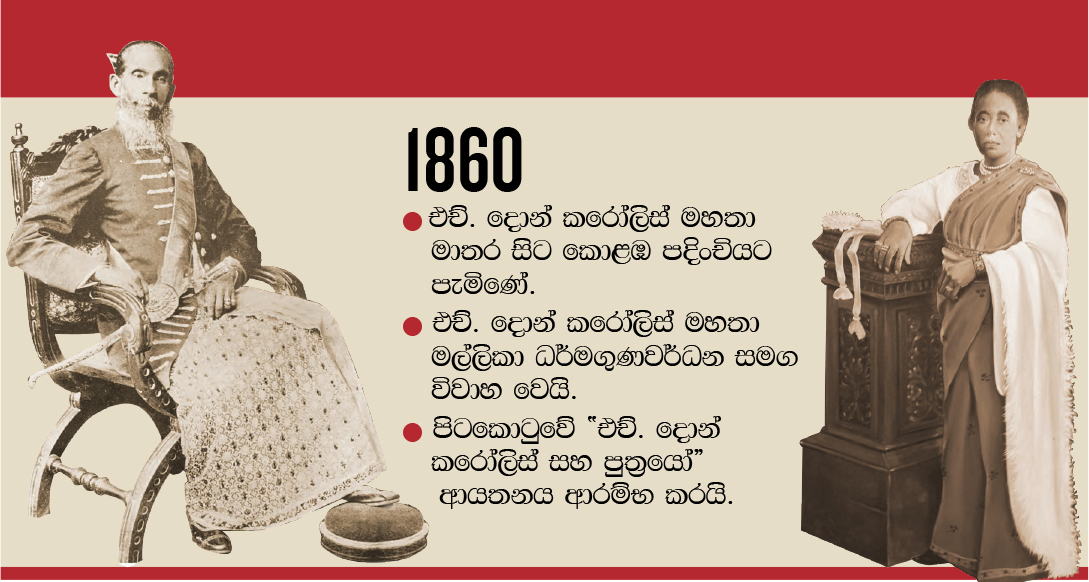 1860
එච්. දොන් කරෝලිස් මහතා
මාතර සිට කොළඹ පදිංචියට
පැමිණේ.
එච්. දොන් කරෝලිස් මහතා
මල්ලිකා ධර්මගුණවර්ධන සමග
විවාහ වෙයි.
පිටකොටුවේ “එච්. දොන්
කරෝලිස් සහ පුත්‍රයෝ”
ආයතනය ආරම්භ කරයි.